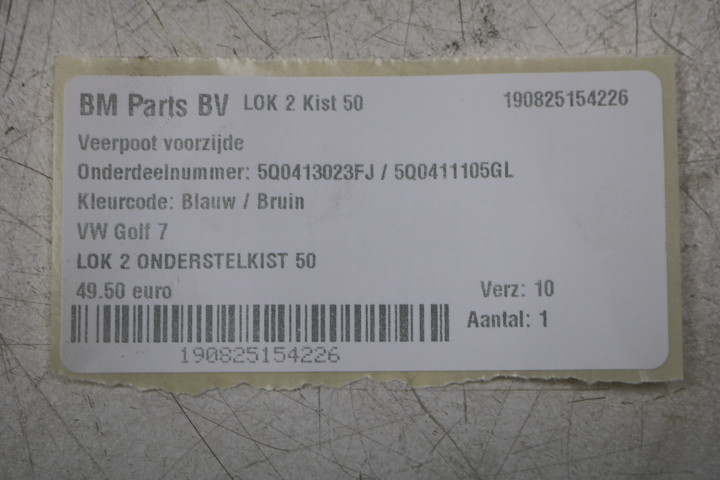 BM Parts BV LOK 2 Kist 50 190825154226
Veerpoot voorzijde
Onderdeelnummer: 5Q0413023FJ / 5Q0411105GL
Kleurcode: Blauw / Bruin
VW Golf 7
LOK 2 ONDERSTELKIST 50
49.50 euro Verz: 10
Aantal: 1
190825154226